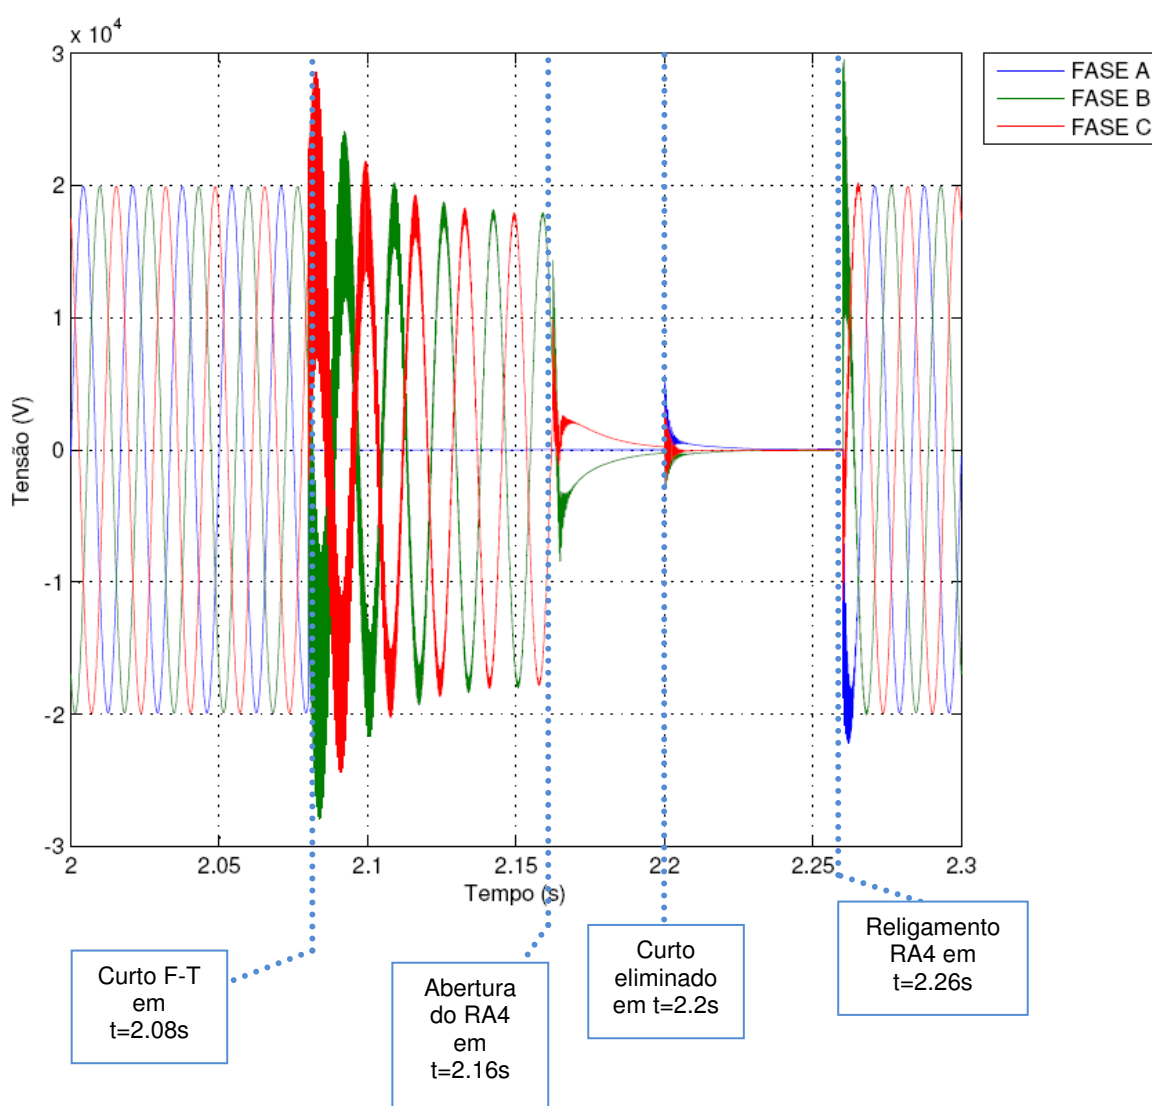 x 10⁴
3
2
1
0
-1
-2
-3
Tensão (V)
2
2.05
2.1
2.15
2.2
2.25
2.3
Tempo (s)
FASE A
FASE B
FASE C
Curto F-T
em
t=2.08s
Abertura
do RA4
em
t=2.16s
Curto
eliminado
em t=2.2s
Religamento
RA4 em
t=2.26s